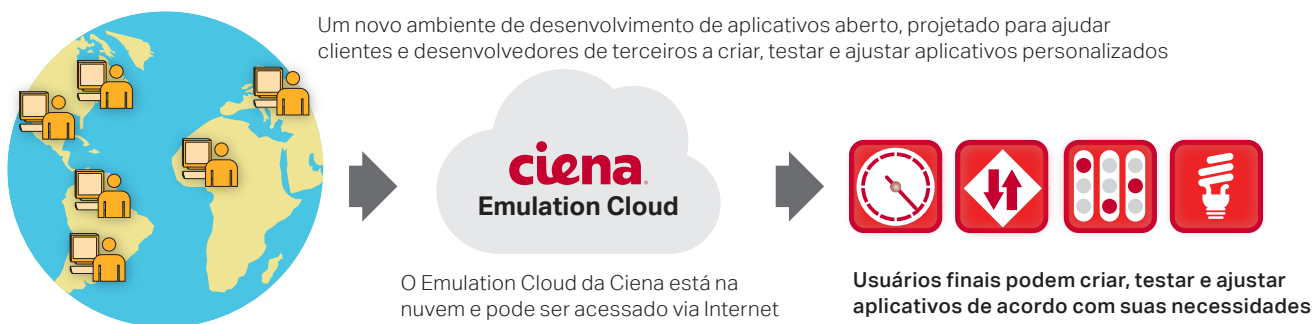 Um novo ambiente de desenvolvimento de aplicativos aberto, projetado para ajudar
clientes e desenvolvedores de terceiros a criar, testar e ajustar aplicativos personalizados
ciena
Emulation Cloud
O Emulation Cloud da Ciena está na
nuvem e pode ser acessado via Internet
Usuários finais podem criar, testar e ajustar
aplicativos de acordo com suas necessidades